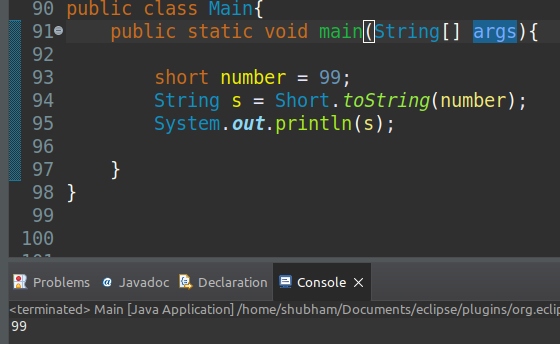 90 public class Main{
91 public static void main(String[] args){
92
93 short number = 99;
94 String s = Short.toString(number);
95 System.out.println(s);
96
97 }
98 }
99
100
Problems @ Javadoc Declaration Console
<terminated> Main [Java Application] /home/shubham/Documents/eclipse/plugins/org.eclip
99